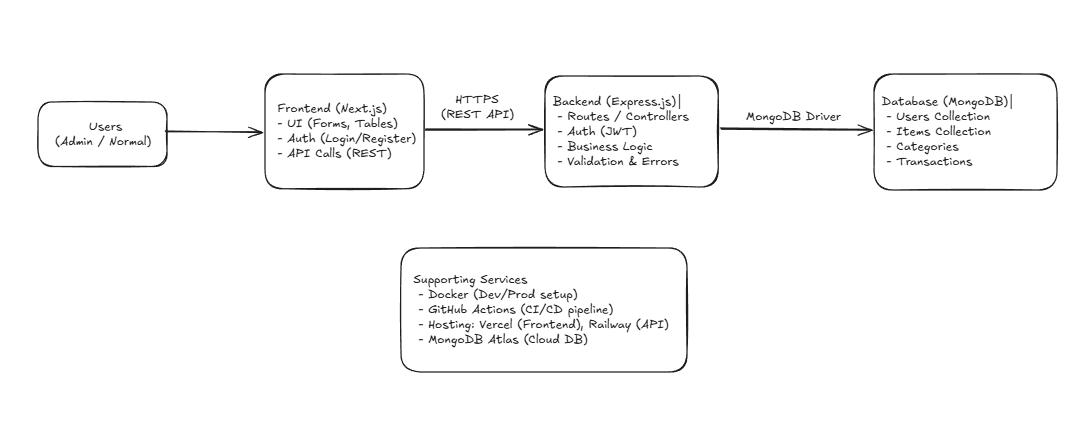 Users
(Admin / Normal)
Frontend (Next.js)
- UI (Forms, Tables)
- Auth (Login/Register)
- API Calls (REST)
HTTPS
(REST API)
Backend (Express.js)|
- Routes / Controllers
- Auth (JWT)
- Business Logic
- Validation & Errors
MongoDB Driver
Database (MongoDB)|
- Users Collection
- Items Collection
- Categories
- Transactions
Supporting Services
- Docker (Dev/Prod setup)
- GitHub Actions (CI/CD pipeline)
- Hosting: Vercel (Frontend), Railway (API)
- MongoDB Atlas (Cloud DB)